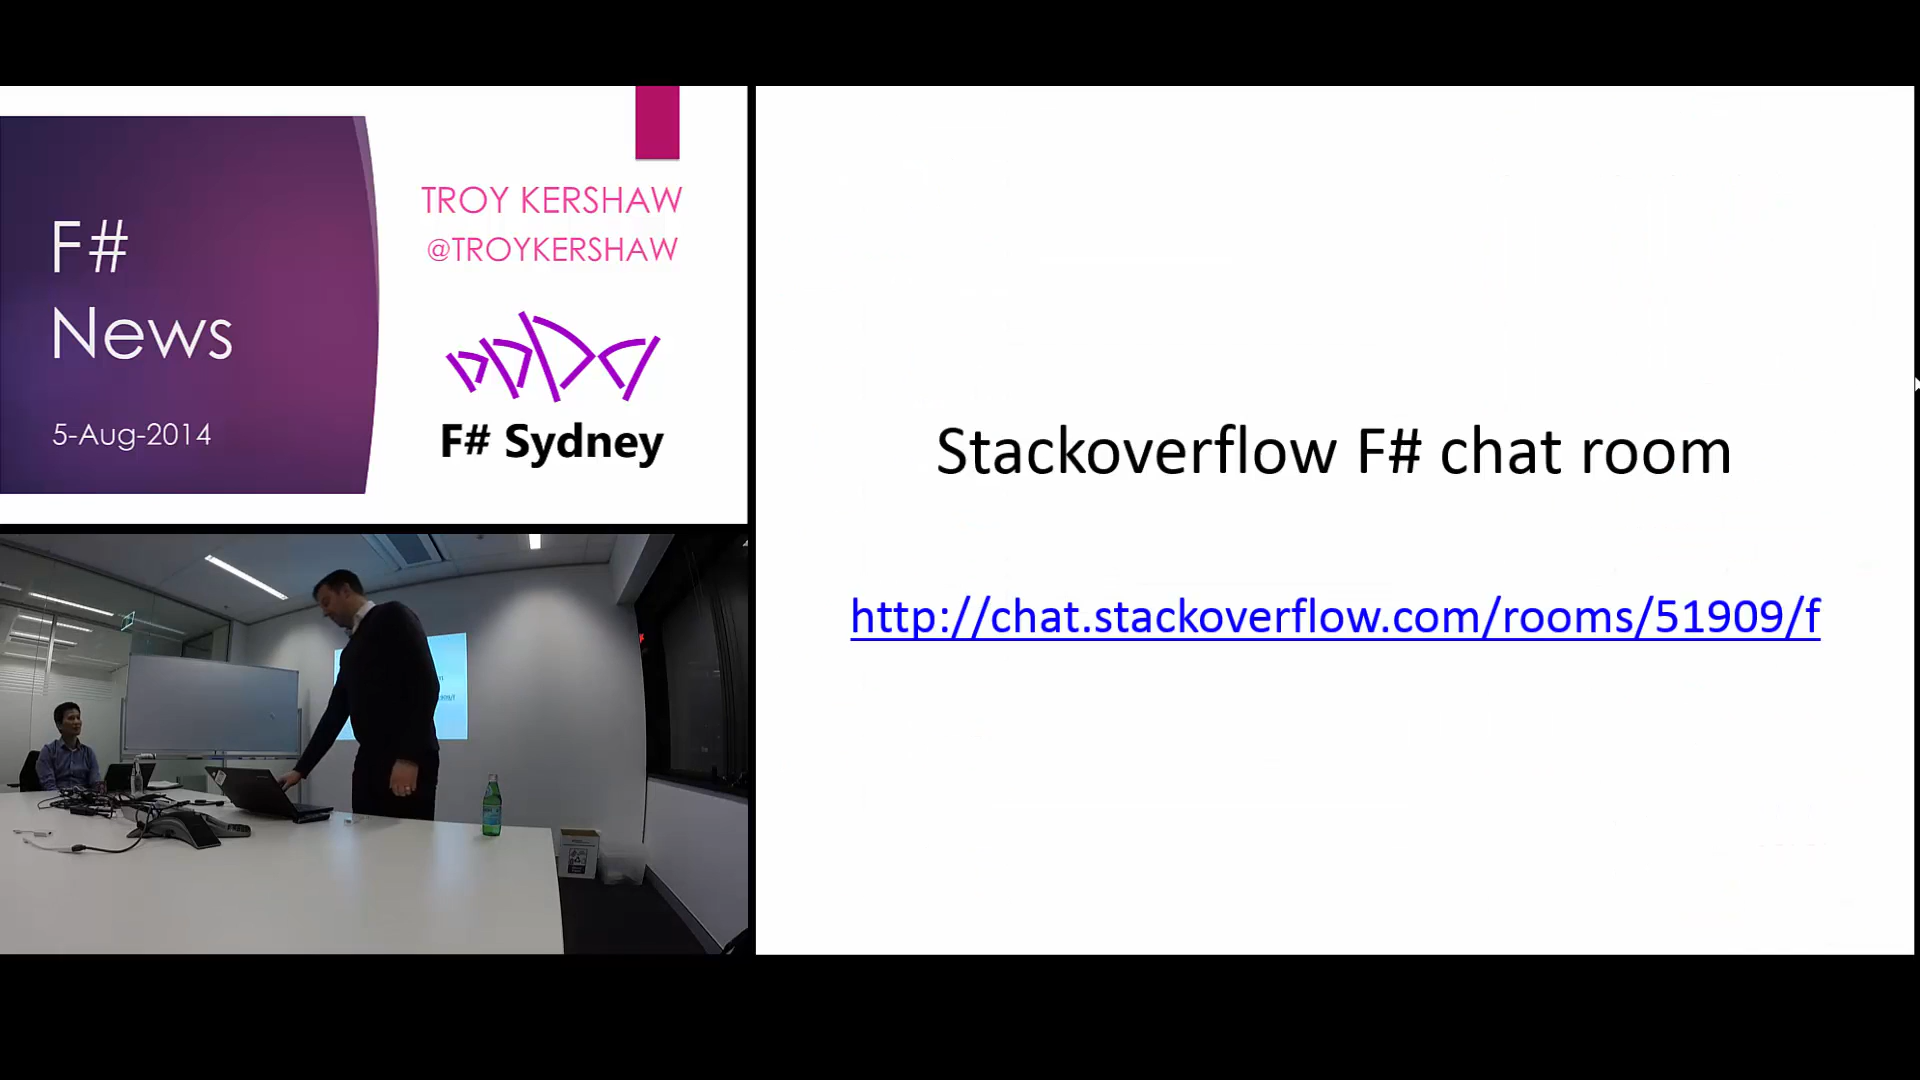 F#
News
5-Aug-2014
TROY KERSHAW
@TROYKERSHAW
F# Sydney
Stackoverflow F# chat room
http://chat.stackoverflow.com/rooms/51909/f